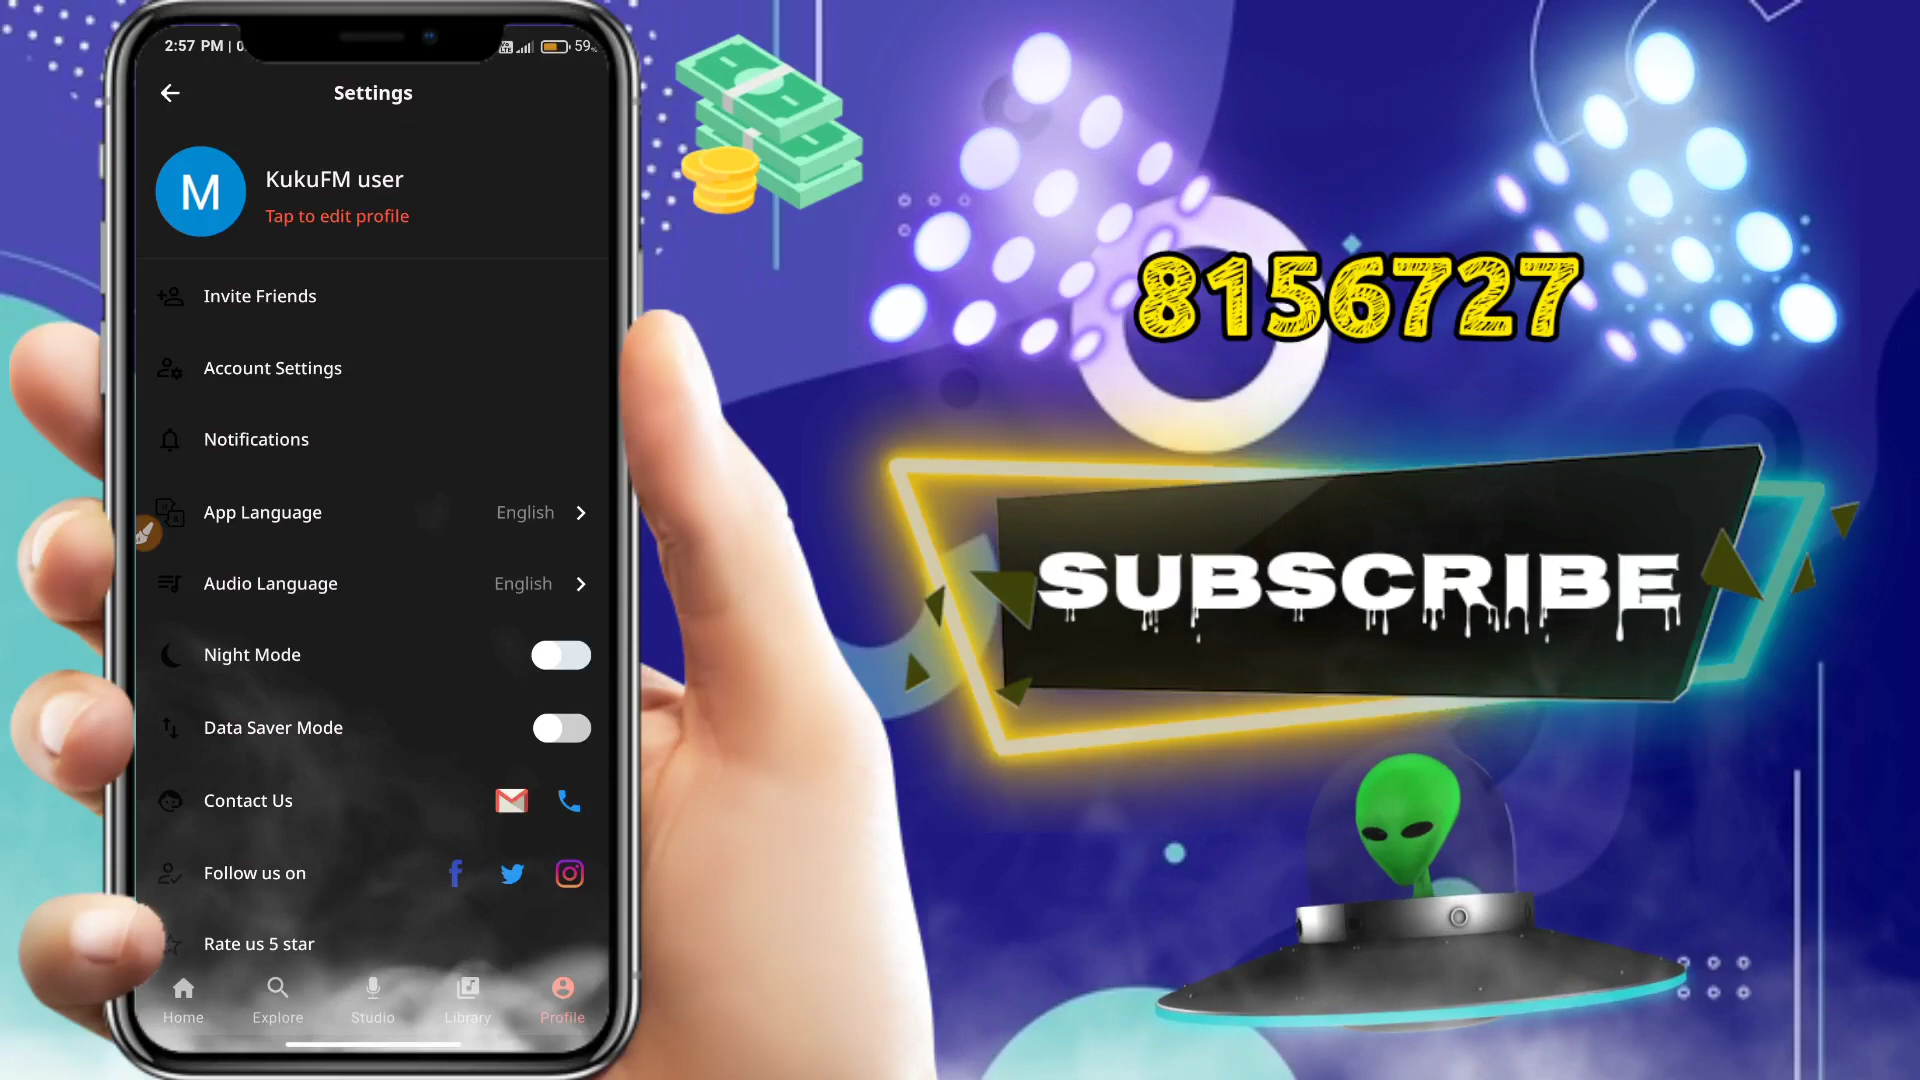 2:57 PM | 0
59%
Settings
M
KukuFM user
Tap to edit profile
Invite Friends
Account Settings
Notifications
App Language English
Audio Language English
Night Mode
Data Saver Mode
Contact Us
Follow us on
Rate us 5 star
Home Explore Studio Library Profile
8156727
SUBSCRIBE